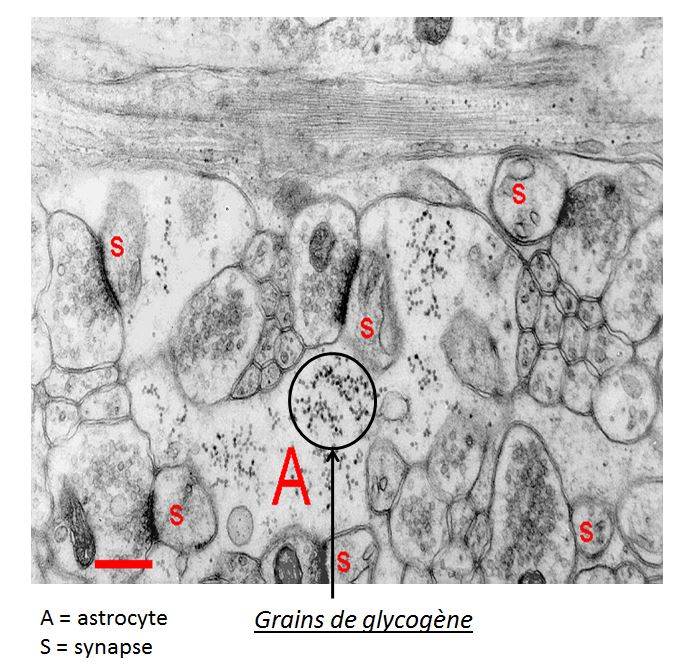 S
S
S
A
S
S
S
A = astrocyte
S = synapse
Grains de glycogène